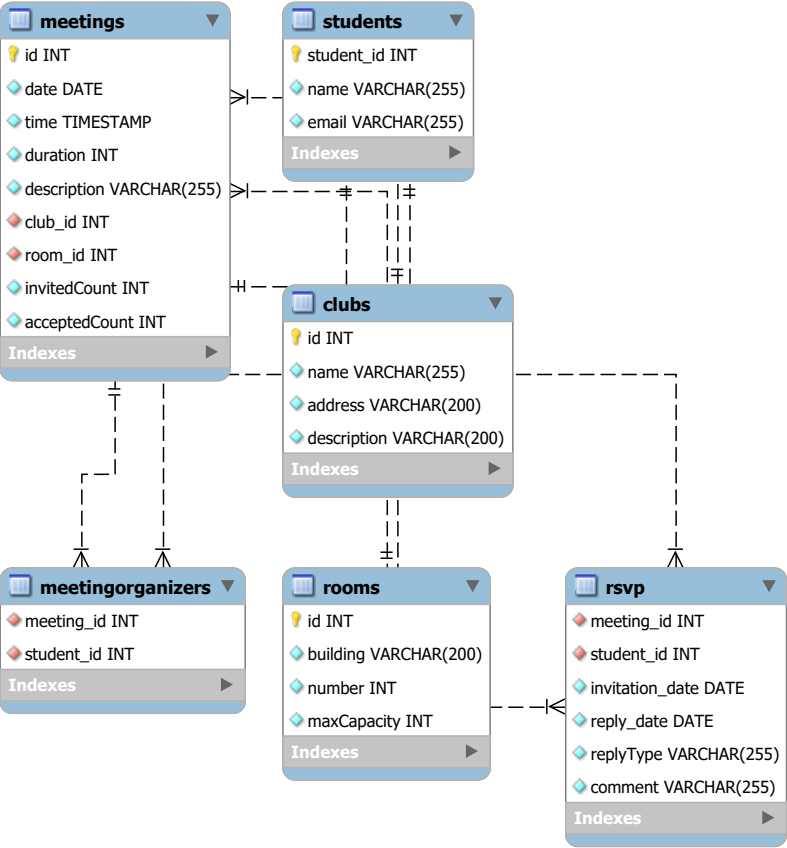 meetings
id INT
date DATE
time TIMESTAMP
duration INT
description VARCHAR(255)
club_id INT
room_id INT
invitedCount INT
acceptedCount INT
Indexes
students
student_id INT
name VARCHAR(255)
email VARCHAR(255)
Indexes
clubs
id INT
name VARCHAR(255)
address VARCHAR(200)
description VARCHAR(200)
Indexes
meetingorganizers
meeting_id INT
student_id INT
Indexes
rooms
id INT
building VARCHAR(200)
number INT
maxCapacity INT
Indexes
rsvp
meeting_id INT
student_id INT
invitation_date DATE
reply_date DATE
replyType VARCHAR(255)
comment VARCHAR(255)
Indexes